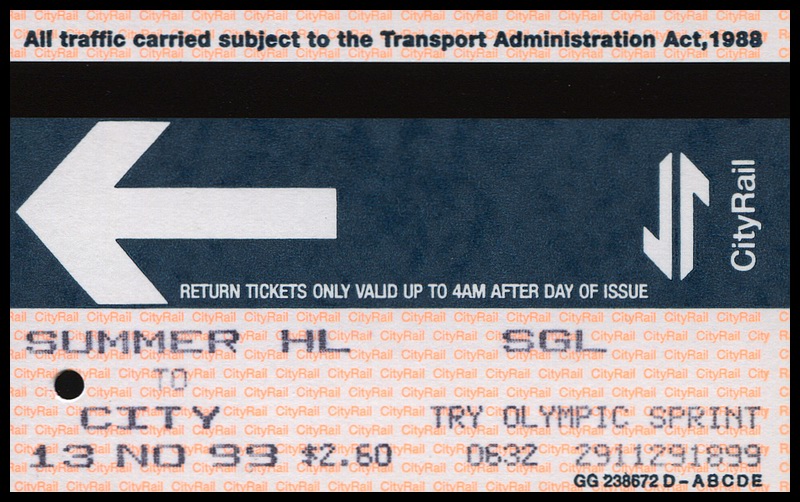 All traffic carried subject to the Transport Administration Act,1988
CityRail
RETURN TICKETS ONLY VALID UP TO 4AM AFTER DAY OF ISSUE
SUMMER HL SGL
TO
CITY TRY OLYMPIC SPRINT
13 NO 99 $2.60 0632 2911291899
GG 238672 D - ABCDE